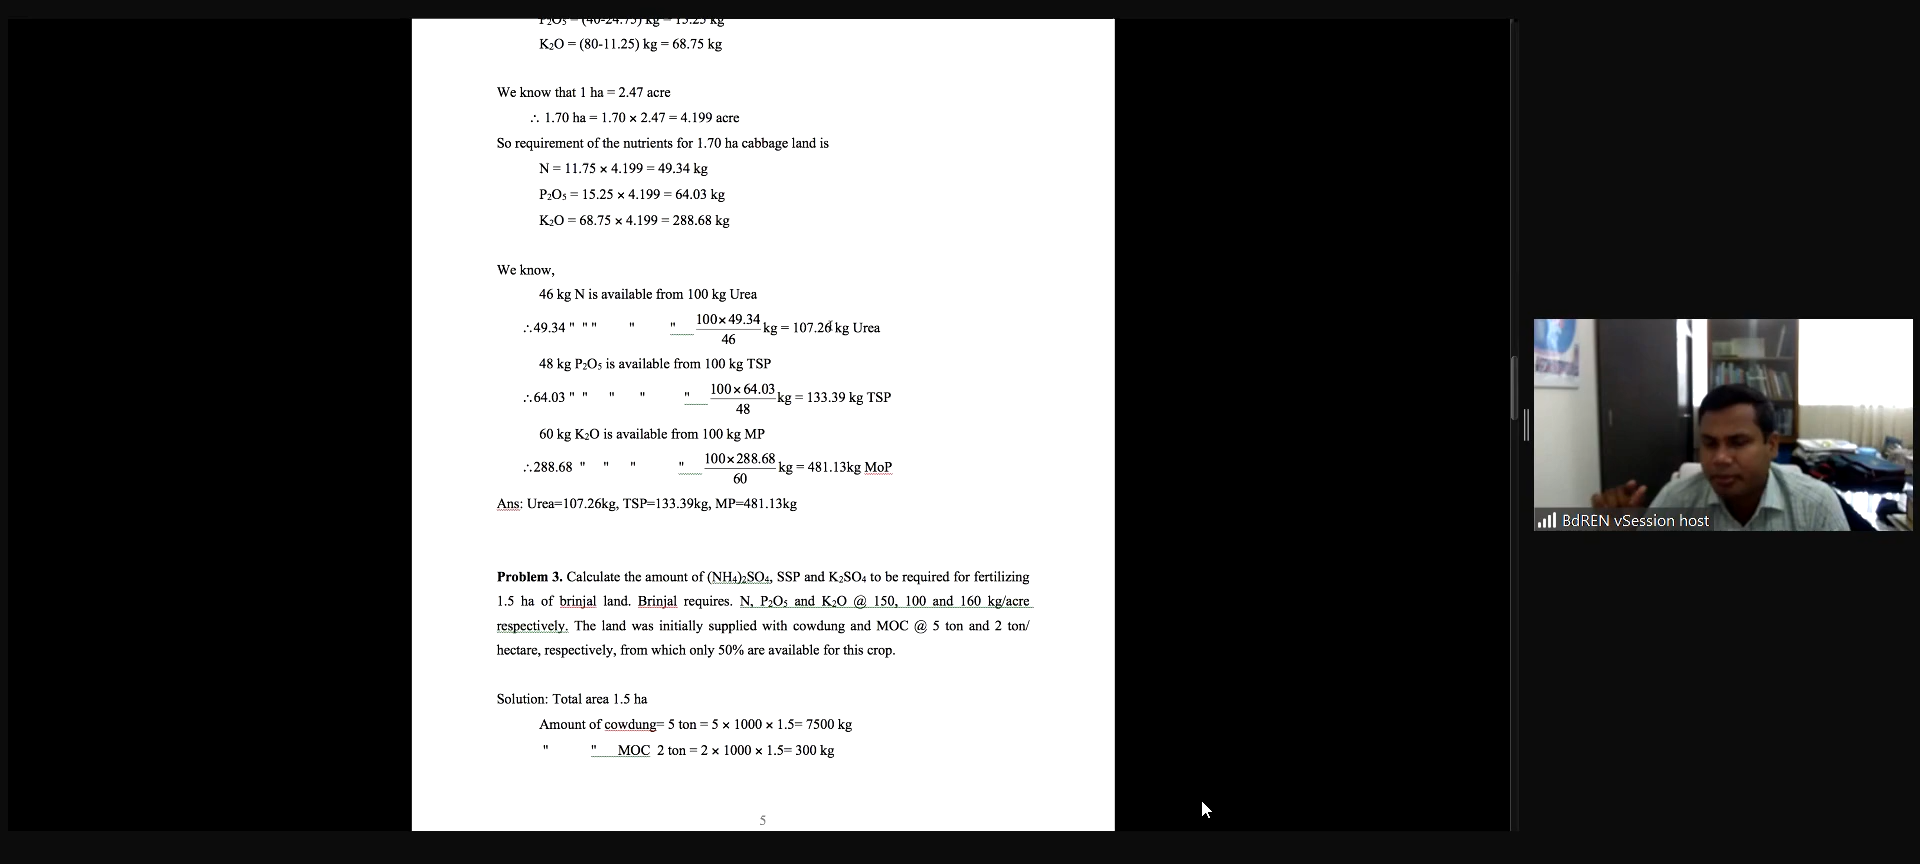 P₂O₅ = (40-24.75) kg = 15.25 kg
K₂O = (80-11.25) kg = 68.75 kg
We know that 1 ha = 2.47 acre
∴ 1.70 ha = 1.70 × 2.47 = 4.199 acre
So requirement of the nutrients for 1.70 ha cabbage land is
N = 11.75 × 4.199 = 49.34 kg
P₂O₅ = 15.25 × 4.199 = 64.03 kg
K₂O = 68.75 × 4.199 = 288.68 kg
We know,
46 kg N is available from 100 kg Urea
∴49.34 " " " " " 100×49.34/46 kg = 107.26 kg Urea
48 kg P₂O₅ is available from 100 kg TSP
∴64.03 " " " " " 100×64.03/48 kg = 133.39 kg TSP
60 kg K₂O is available from 100 kg MP
∴288.68 " " " " 100×288.68/60 kg = 481.13kg MoP
Ans: Urea=107.26kg, TSP=133.39kg, MP=481.13kg
Problem 3. Calculate the amount of (NH₄)₂SO₄, SSP and K₂SO₄ to be required for fertilizing
1.5 ha of brinjal land. Brinjal requires. N, P₂O₅ and K₂O @ 150, 100 and 160 kg/acre
respectively. The land was initially supplied with cowdung and MOC @ 5 ton and 2 ton/
hectare, respectively, from which only 50% are available for this crop.
Solution: Total area 1.5 ha
Amount of cowdung= 5 ton = 5 × 1000 × 1.5= 7500 kg
" " MOC 2 ton = 2 × 1000 × 1.5= 300 kg
5
BdREN vSession host